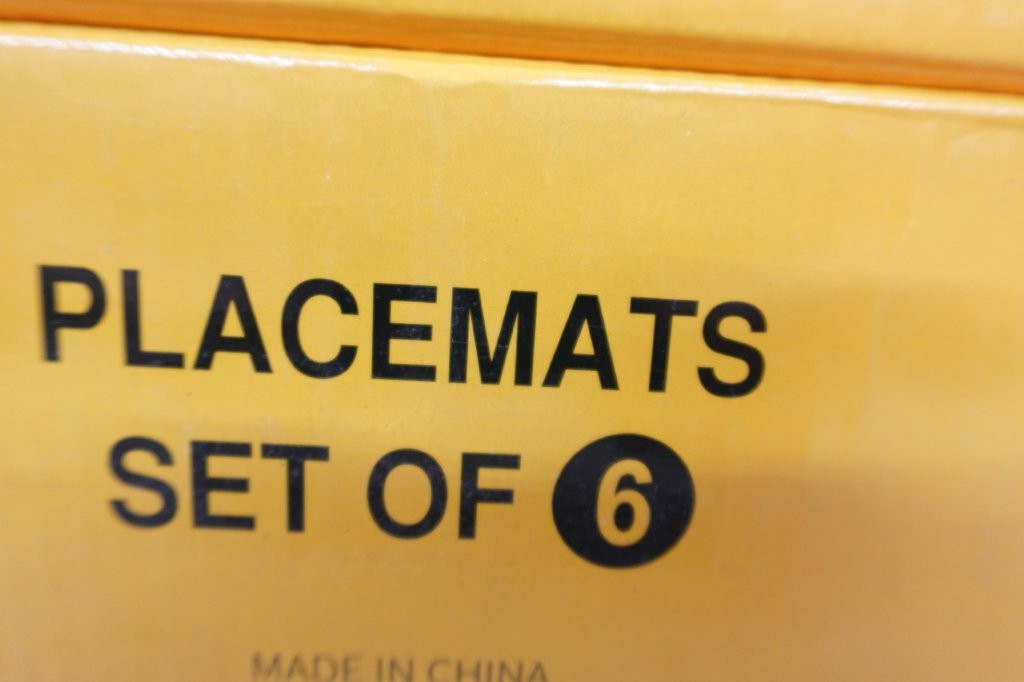 PLACEMATS
SET OF 6
MADE IN CHINA